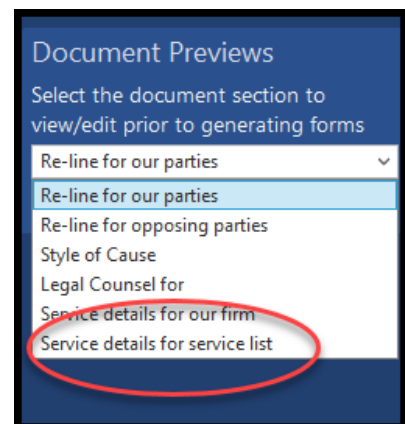 Document Previews
Select the document section to
view/edit prior to generating forms
Re-line for our parties
Re-line for our parties
Re-line for opposing parties
Style of Cause
Legal Counsel for
Service details for our firm
Service details for service list